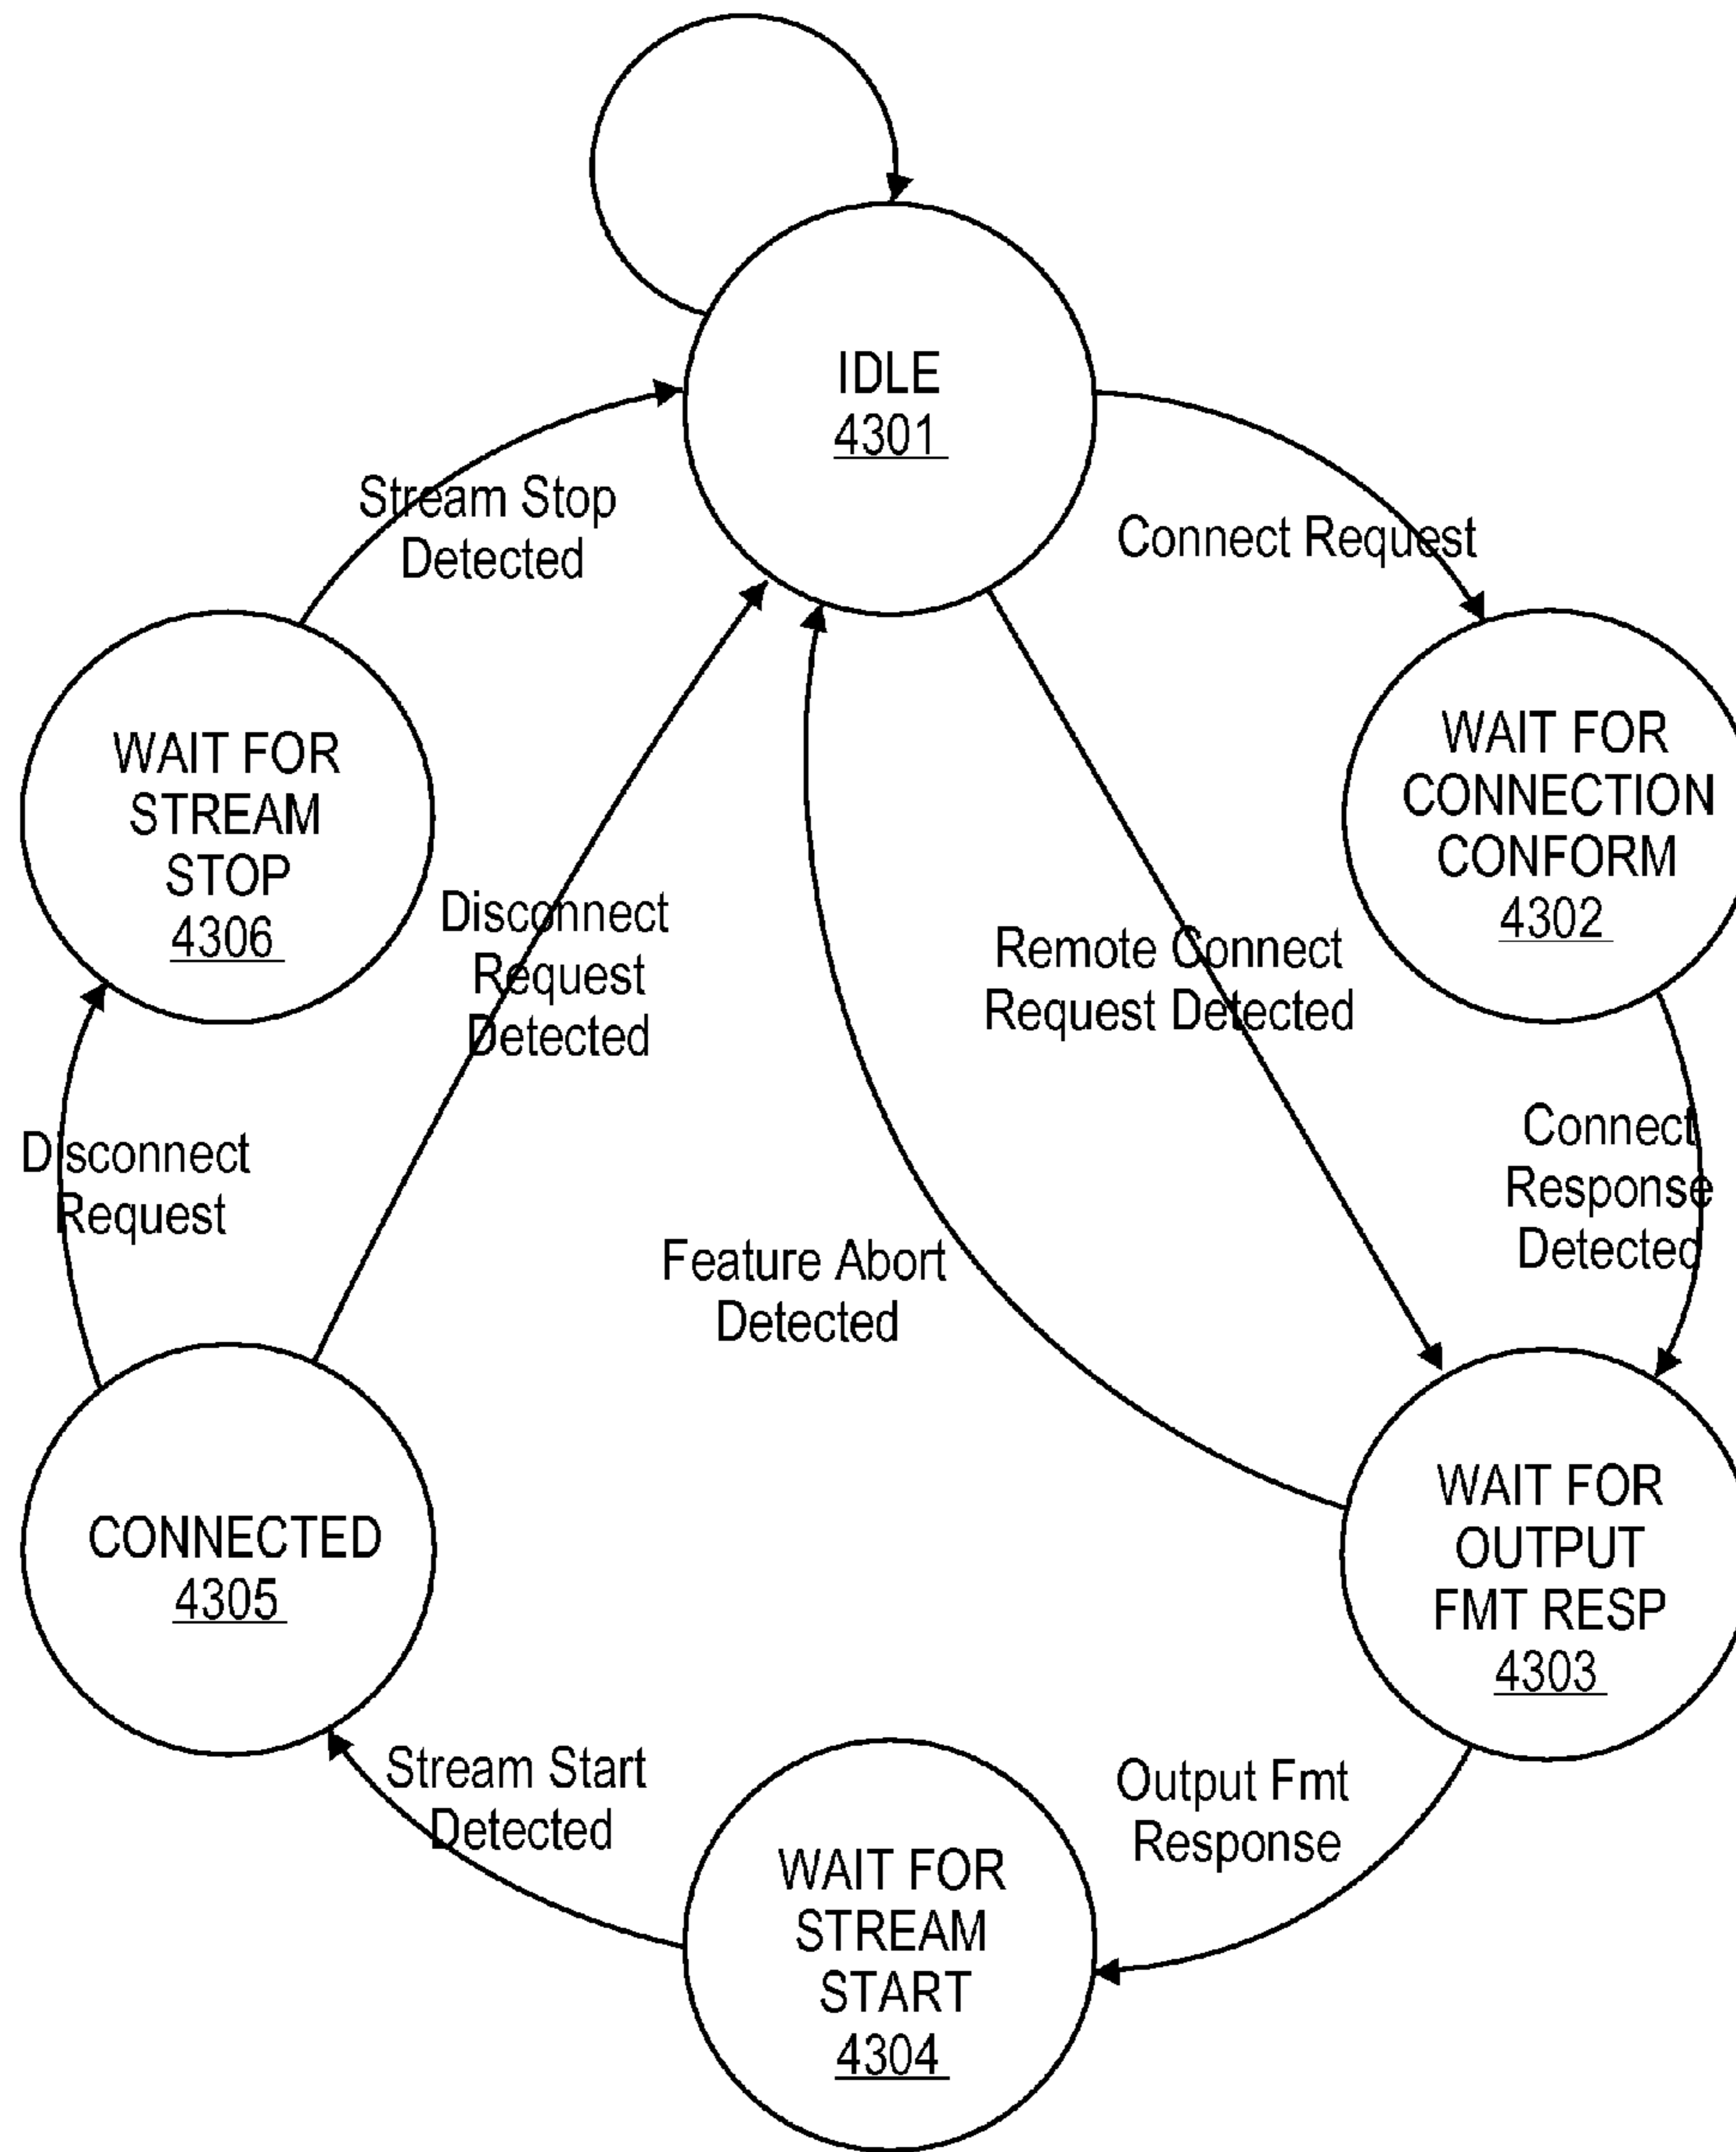 IDLE
4301
Stream Stop
Detected
Connect Request
WAIT FOR
STREAM
STOP
4306
WAIT FOR
CONNECTION
CONFORM
4302
Disconnect
Request
Detected
Remote Connect
Request Detected
Disconnect
Request
Connect
Response
Detected
Feature Abort
Detected
CONNECTED
4305
WAIT FOR
OUTPUT
FMT RESP
4303
Stream Start
Detected
Output Fmt
Response
WAIT FOR
STREAM
START
4304